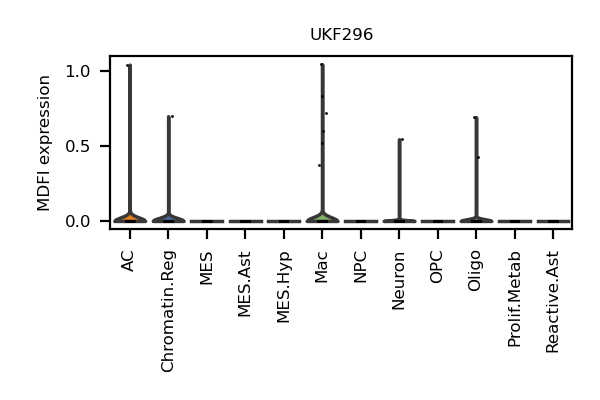 UKF296
MDFI expression
1.0
0.5
0.0
AC
Chromatin.Reg
MES
MES.Ast
MES.Hyp
Mac
NPC
Neuron
OPC
Oligo
Prolif.Metab
Reactive.Ast